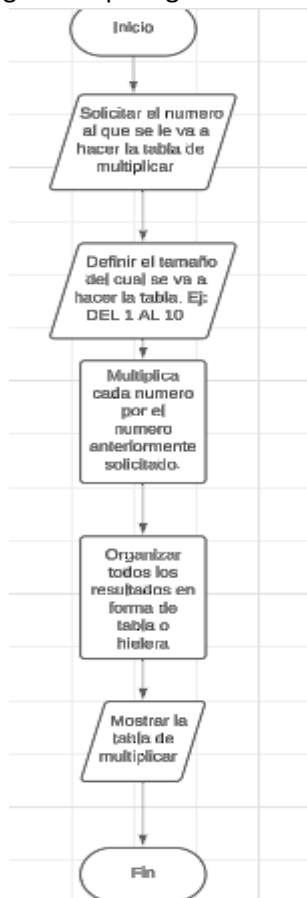 Inicio
Solicitar el numero
al que se le va a
hacer la tabla de
multiplicar
Definir el tamaño
del cual se va a
hacer la tabla. Ej:
DEL 1 AL 10
Multiplica
cada numero
por el
numero
anteriormente
solicitado.
Organizar
todos los
resultados en
forma de
tabla o
hielera
Mostrar la
tabla de
multiplicar
Fin